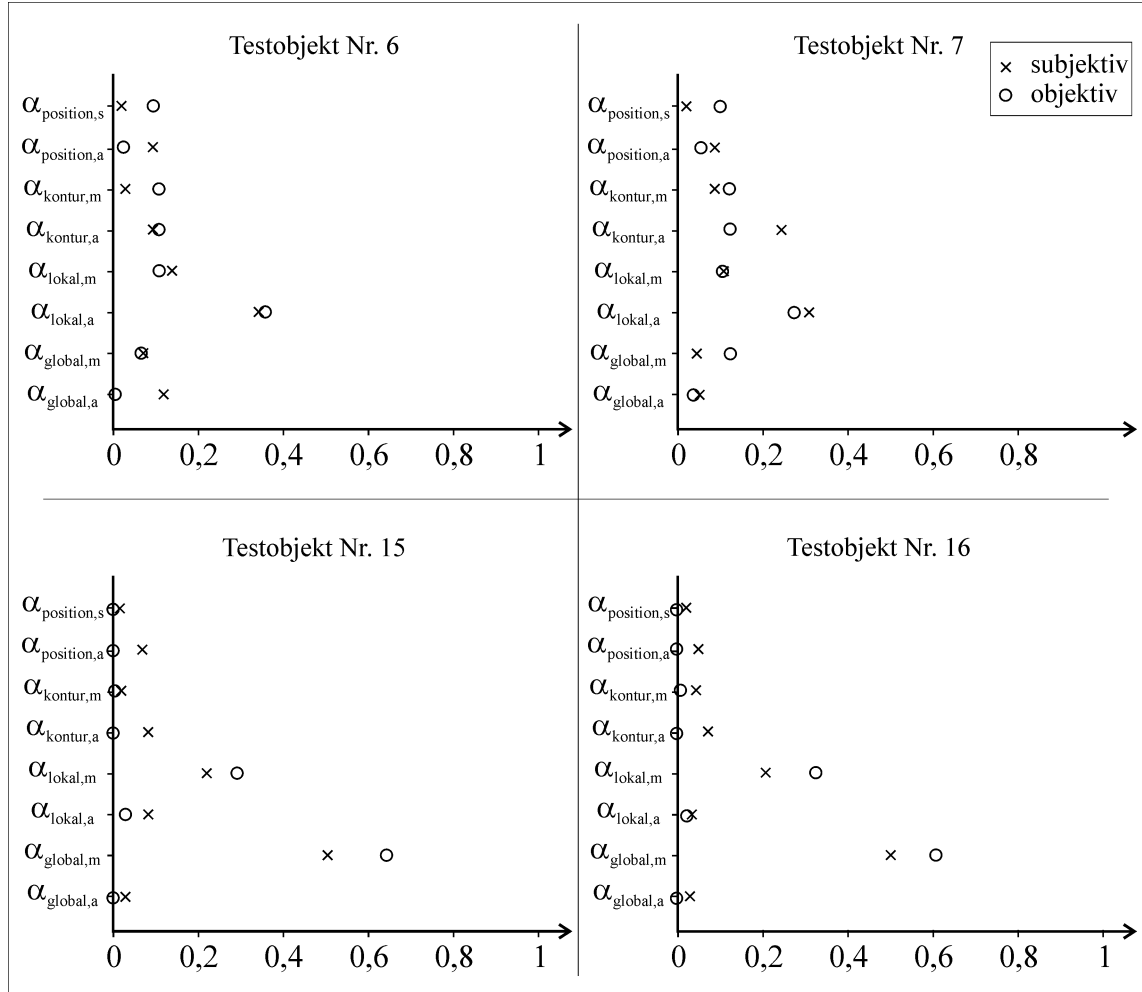 Testobjekt Nr. 6
α position,s
α position,a
α kontur,m
α kontur,a
α lokal,m
α lokal,a
α global,m
α global,a
0 0,2 0,4 0,6 0,8 1
Testobjekt Nr. 7
× subjektiv
○ objektiv
α position,s
α position,a
α kontur,m
α kontur,a
α lokal,m
α lokal,a
α global,m
α global,a
0 0,2 0,4 0,6 0,8
Testobjekt Nr. 15
α position,s
α position,a
α kontur,m
α kontur,a
α lokal,m
α lokal,a
α global,m
α global,a
0 0,2 0,4 0,6 0,8 1
Testobjekt Nr. 16
α position,s
α position,a
α kontur,m
α kontur,a
α lokal,m
α lokal,a
α global,m
α global,a
0 0,2 0,4 0,6 0,8 1